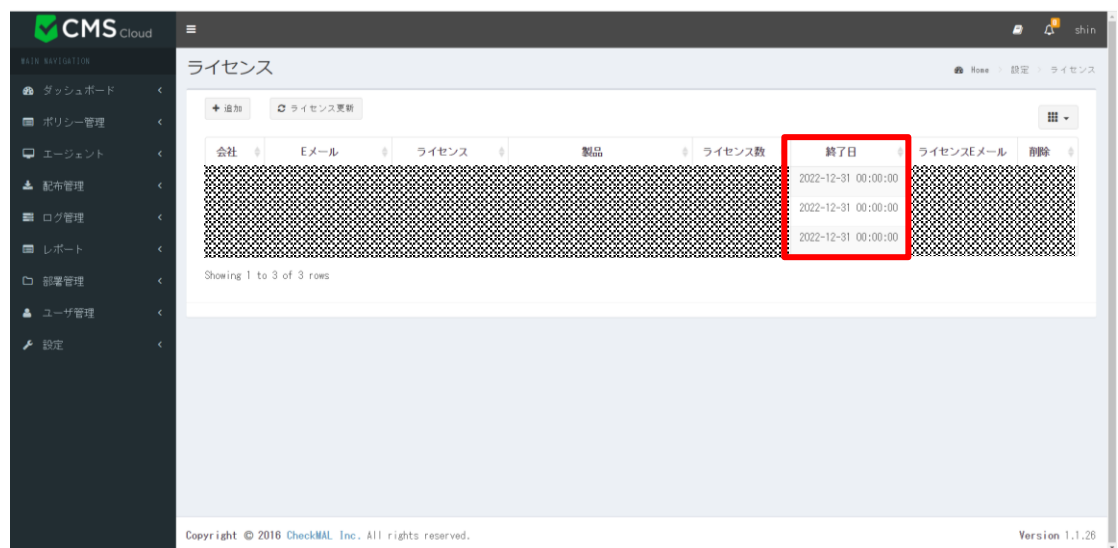 CMS Cloud
shin
MAIN NAVIGATION
ライセンス
Home > 設定 > ライセンス
ダッシュボード
追加 ライセンス更新
ポリシー管理
会社 Eメール ライセンス 製品 ライセンス数 終了日 ライセンスEメール 削除
エージェント
2022-12-31 00:00:00
配布管理
2022-12-31 00:00:00
ログ管理
2022-12-31 00:00:00
レポート
Showing 1 to 3 of 3 rows
部署管理
ユーザ管理
設定
Copyright © 2016 CheckMAL Inc. All rights reserved.
Version 1.1.26